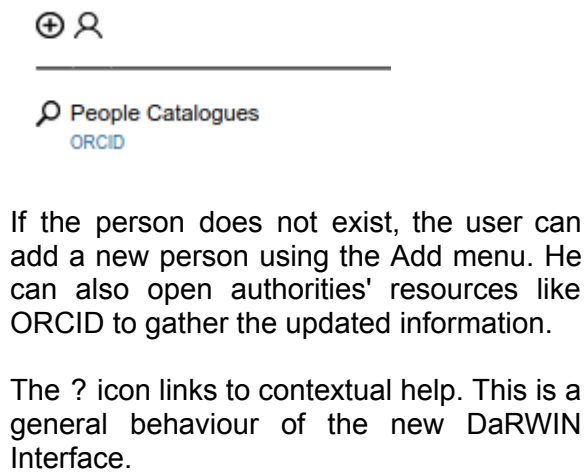 People Catalogues
ORCID
If the person does not exist, the user can
add a new person using the Add menu. He
can also open authorities' resources like
ORCID to gather the updated information.
The ? icon links to contextual help. This is a
general behaviour of the new DaRWIN
Interface.